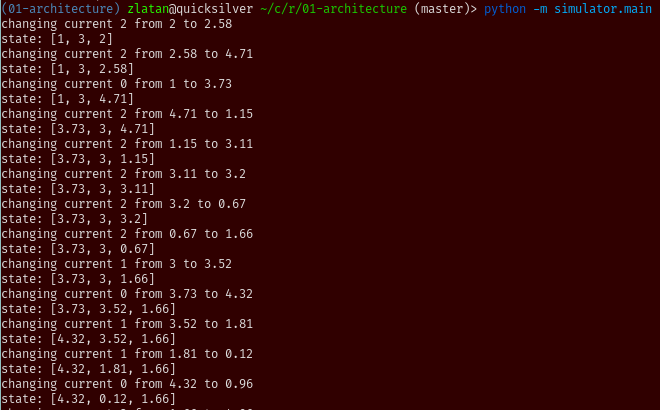 (01-architecture) zlatan@quicksilver ~/c/r/01-architecture (master)> python -m simulator.main
changing current 2 from 2 to 2.58
state: [1, 3, 2]
changing current 2 from 2.58 to 4.71
state: [1, 3, 2.58]
changing current 0 from 1 to 3.73
state: [1, 3, 4.71]
changing current 2 from 4.71 to 1.15
state: [3.73, 3, 4.71]
changing current 2 from 1.15 to 3.11
state: [3.73, 3, 1.15]
changing current 2 from 3.11 to 3.2
state: [3.73, 3, 3.11]
changing current 2 from 3.2 to 0.67
state: [3.73, 3, 3.2]
changing current 2 from 0.67 to 1.66
state: [3.73, 3, 0.67]
changing current 1 from 3 to 3.52
state: [3.73, 3, 1.66]
changing current 0 from 3.73 to 4.32
state: [3.73, 3.52, 1.66]
changing current 1 from 3.52 to 1.81
state: [4.32, 3.52, 1.66]
changing current 1 from 1.81 to 0.12
state: [4.32, 1.81, 1.66]
changing current 0 from 4.32 to 0.96
state: [4.32, 0.12, 1.66]